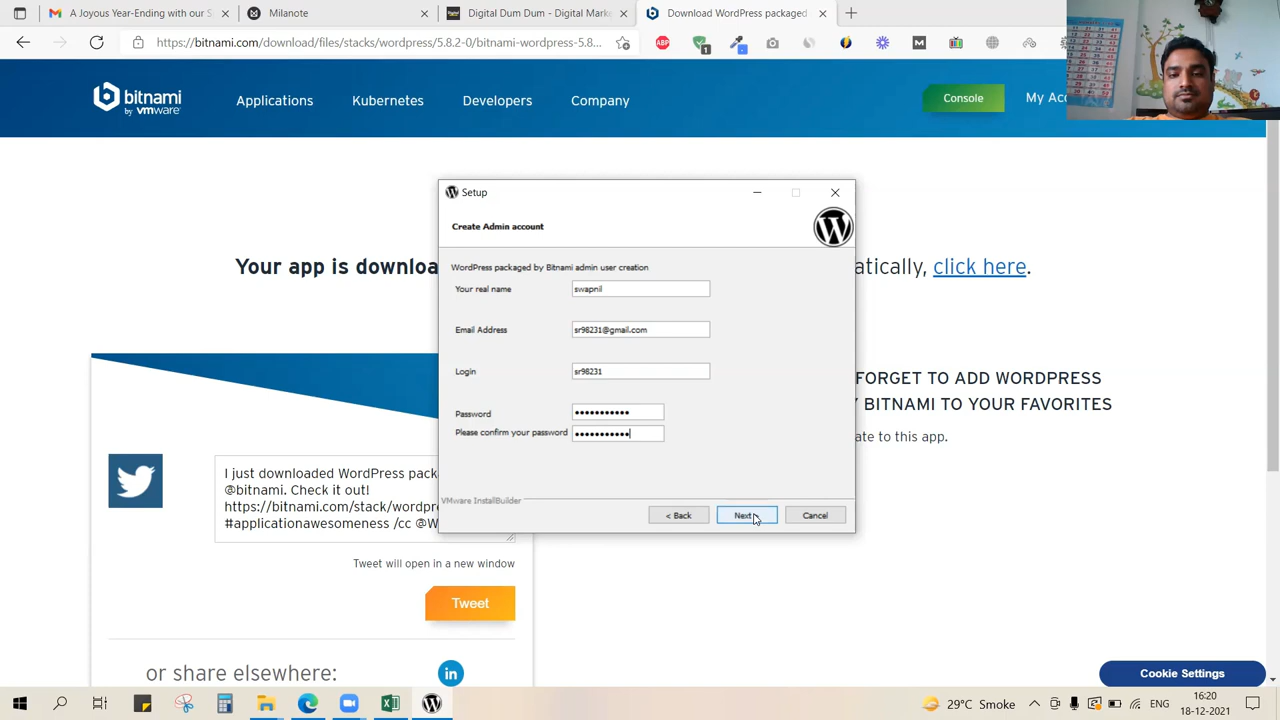 A Joyous Year-Ending with our S
Milanote
Digital Dum Dum - Digital Marke
Download WordPress packaged
https://bitnami.com/download/files/stack
ress/5.8.2-0/bitnami-wordpress-5.8...
bitnami
by vmware
Applications
Kubernetes
Developers
Company
Console
My Acc
Setup
Create Admin account
Your app is downloa
atically, click here.
WordPress packaged by Bitnami admin user creation
Your real name
swapnil
Email Address
sr98231@gmail.com
Login
sr98231
Password
Please confirm your password
VMware InstallBuilder
< Back
Next
Cancel
FORGET TO ADD WORDPRESS
Y BITNAMI TO YOUR FAVORITES
ate to this app.
I just downloaded WordPress pack
@bitnami. Check it out!
https://bitnami.com/stack/wordpre
#applicationawesomeness /cc @W
Tweet will open in a new window
Tweet
or share elsewhere:
in
Cookie Settings
29°C Smoke
ENG
16:20
18-12-2021